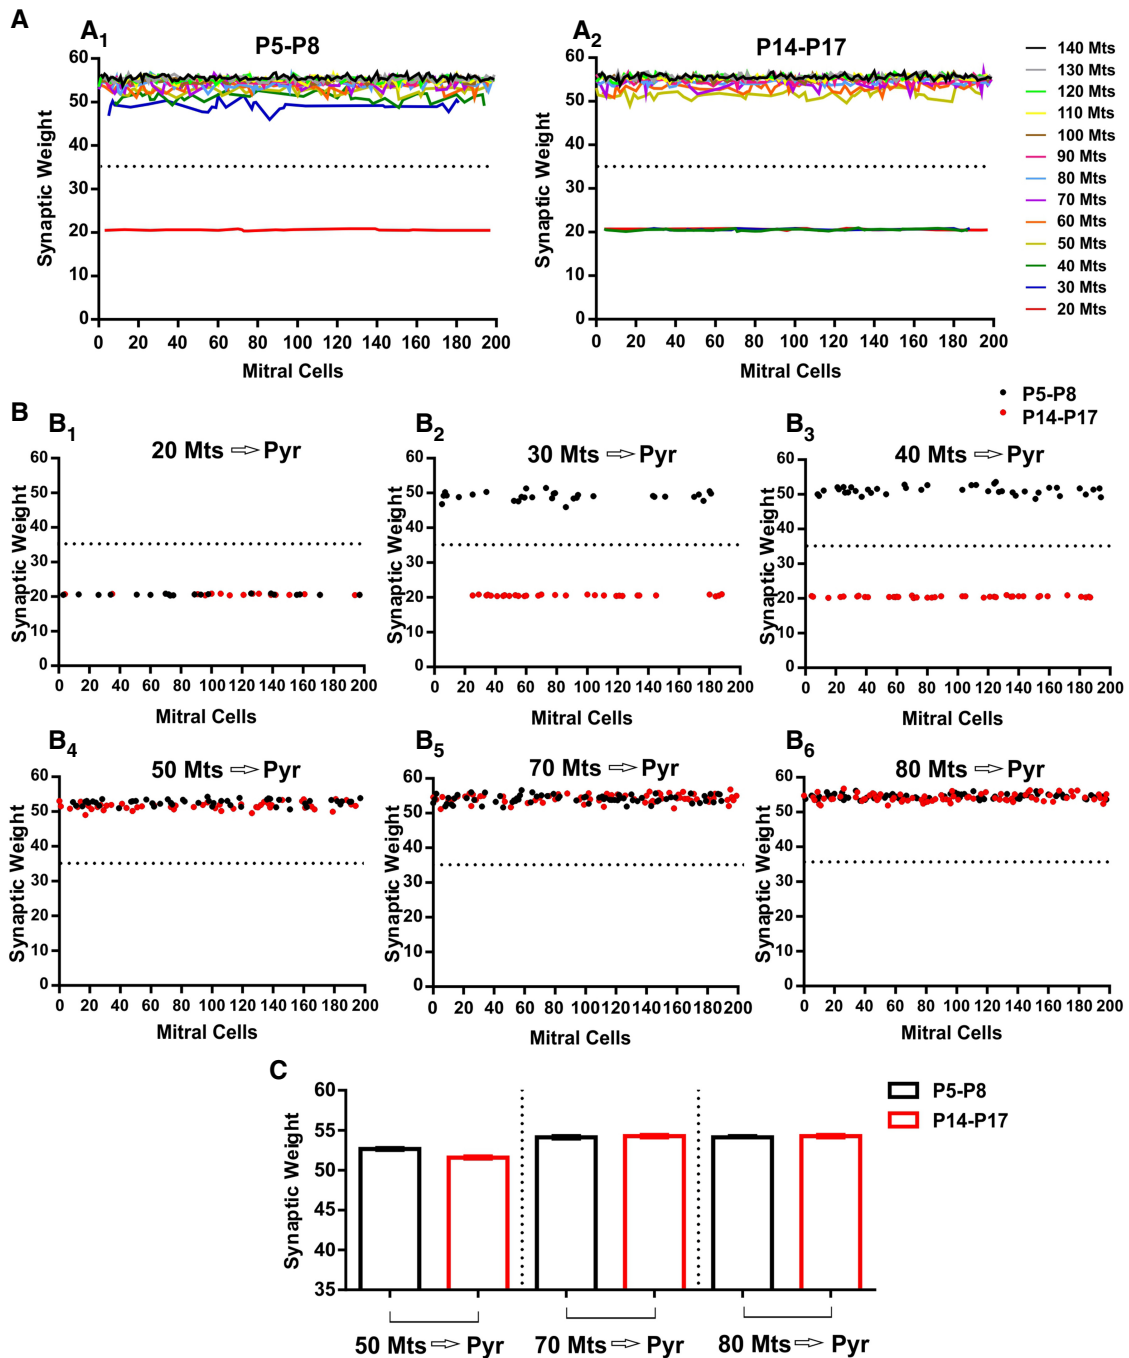 A
A1
P5-P8
Synaptic Weight
60
50
40
30
20
10
0
0 20 40 60 80 100 120 140 160 180 200
Mitral Cells
A2
P14-P17
Synaptic Weight
60
50
40
30
20
10
0
0 20 40 60 80 100 120 140 160 180 200
Mitral Cells
140 Mts
130 Mts
120 Mts
110 Mts
100 Mts
90 Mts
80 Mts
70 Mts
60 Mts
50 Mts
40 Mts
30 Mts
20 Mts
P5-P8
P14-P17
B
B1
20 Mts ⇨ Pyr
Synaptic Weight
60
50
40
30
20
10
0
0 20 40 60 80 100 120 140 160 180 200
Mitral Cells
B2
30 Mts ⇨ Pyr
Synaptic Weight
60
50
40
30
20
10
0
0 20 40 60 80 100 120 140 160 180 200
Mitral Cells
B3
40 Mts ⇨ Pyr
Synaptic Weight
60
50
40
30
20
10
0
0 20 40 60 80 100 120 140 160 180 200
Mitral Cells
B4
50 Mts ⇨ Pyr
Synaptic Weight
60
50
40
30
20
10
0
0 20 40 60 80 100 120 140 160 180 200
Mitral Cells
B5
70 Mts ⇨ Pyr
Synaptic Weight
60
50
40
30
20
10
0
0 20 40 60 80 100 120 140 160 180 200
Mitral Cells
B6
80 Mts ⇨ Pyr
Synaptic Weight
60
50
40
30
20
10
0
0 20 40 60 80 100 120 140 160 180 200
Mitral Cells
C
Synaptic Weight
60
55
50
45
40
35
P5-P8
P14-P17
50 Mts ⇨ Pyr
70 Mts ⇨ Pyr
80 Mts ⇨ Pyr